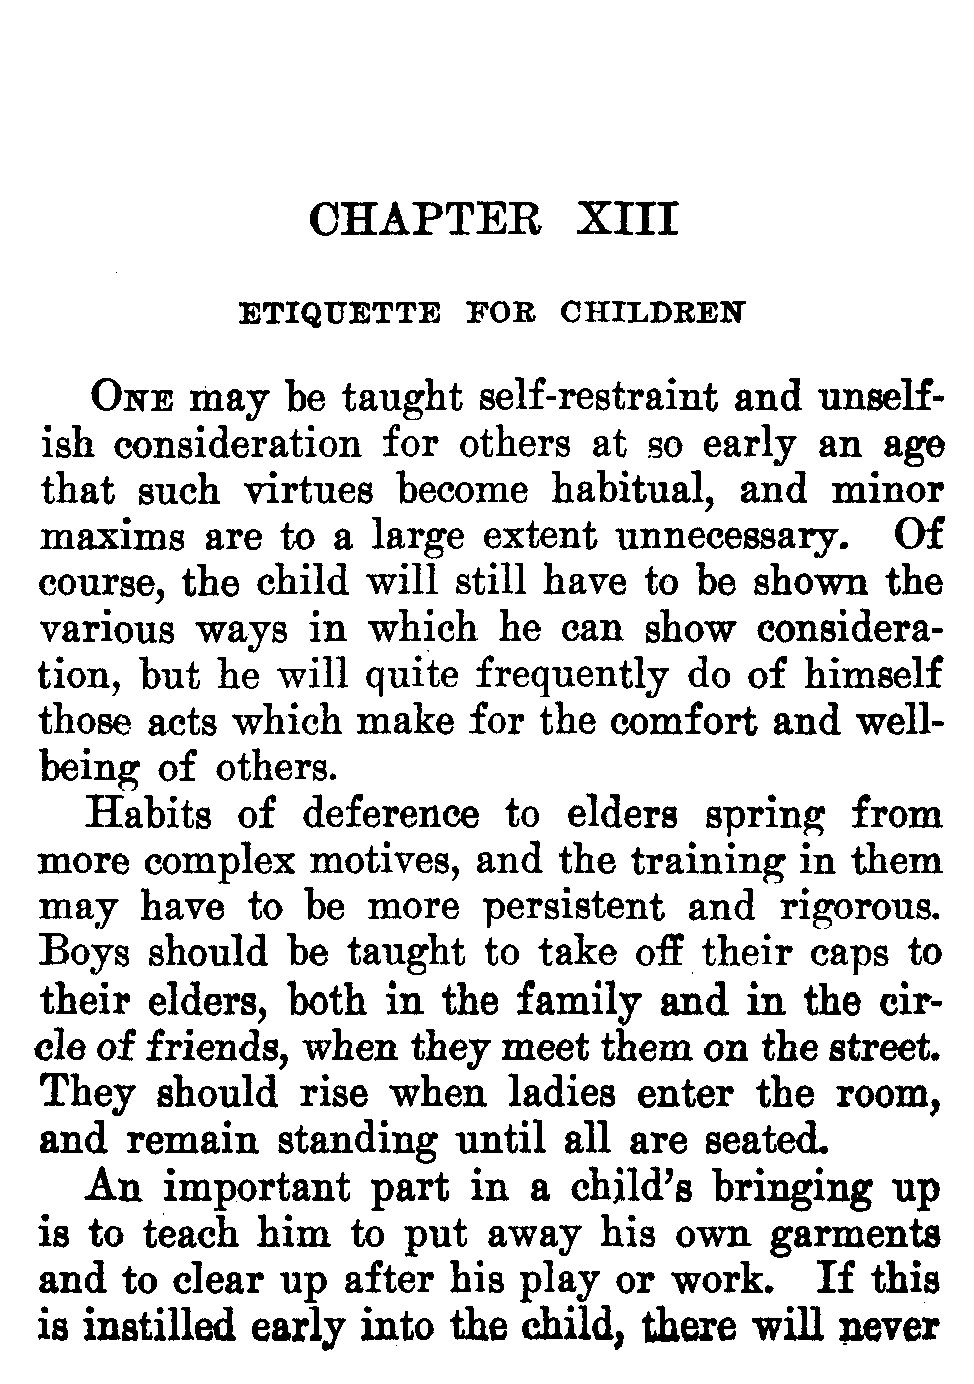 CHAPTER XIII
ETIQUETTE FOR CHILDREN
ONE may be taught self-restraint and unself-
ish consideration for others at so early an age
that such virtues become habitual, and minor
maxims are to a large extent unnecessary. Of
course, the child will still have to be shown the
various ways in which he can show considera-
tion, but he will quite frequently do of himself
those acts which make for the comfort and well-
being of others.
Habits of deference to elders spring from
more complex motives, and the training in them
may have to be more persistent and rigorous.
Boys should be taught to take off their caps to
their elders, both in the family and in the cir-
cle of friends, when they meet them on the street.
They should rise when ladies enter the room,
and remain standing until all are seated.
An important part in a child's bringing up
is to teach him to put away his own garments
and to clear up after his play or work. If this
is instilled early into the child, there will never